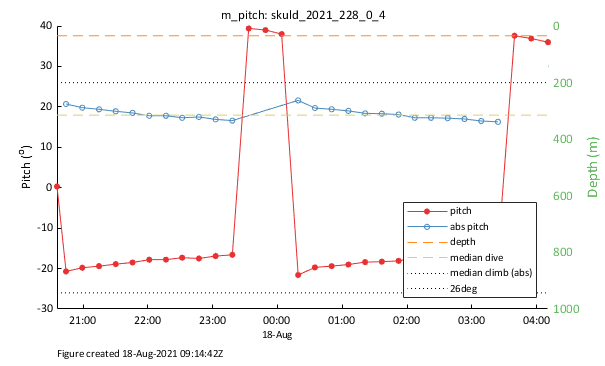 m_pitch: skuld_2021_228_0_4
40
30
20
10
0
-10
-20
-30
Pitch (°)
0
200
400
600
800
1000
Depth (m)
pitch
abs pitch
depth
median dive
median climb (abs)
26deg
21:00 22:00 23:00 00:00 01:00 02:00 03:00 04:00
18-Aug
Figure created 18-Aug-2021 09:14:42Z